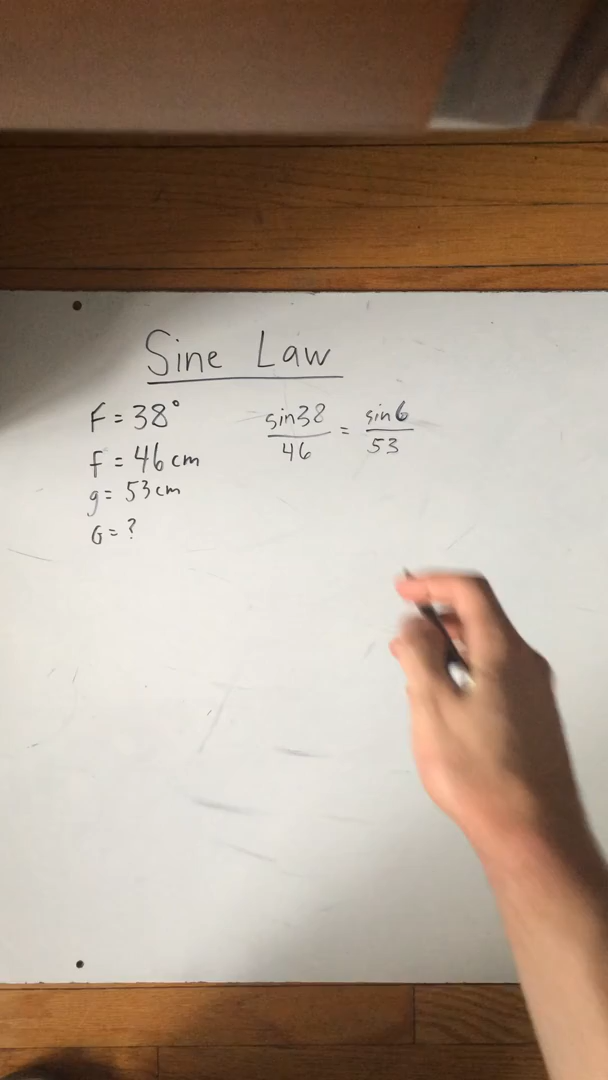 Sine Law
F = 38°
f = 46 cm
g = 53 cm
G = ?
sin38 / 46 = sinG / 53